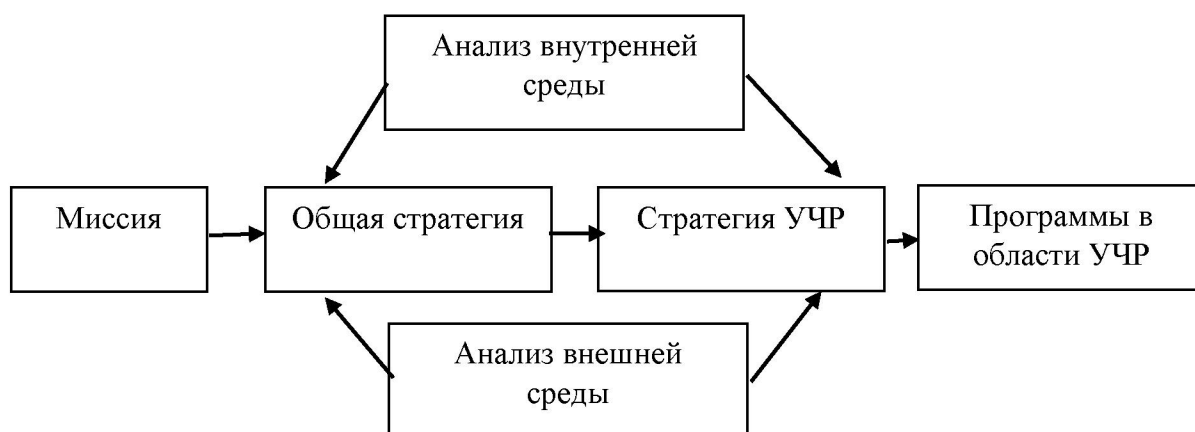 Анализ внутренней
среды
Миссия
Общая стратегия
Стратегия УЧР
Программы в
области УЧР
Анализ внешней
среды